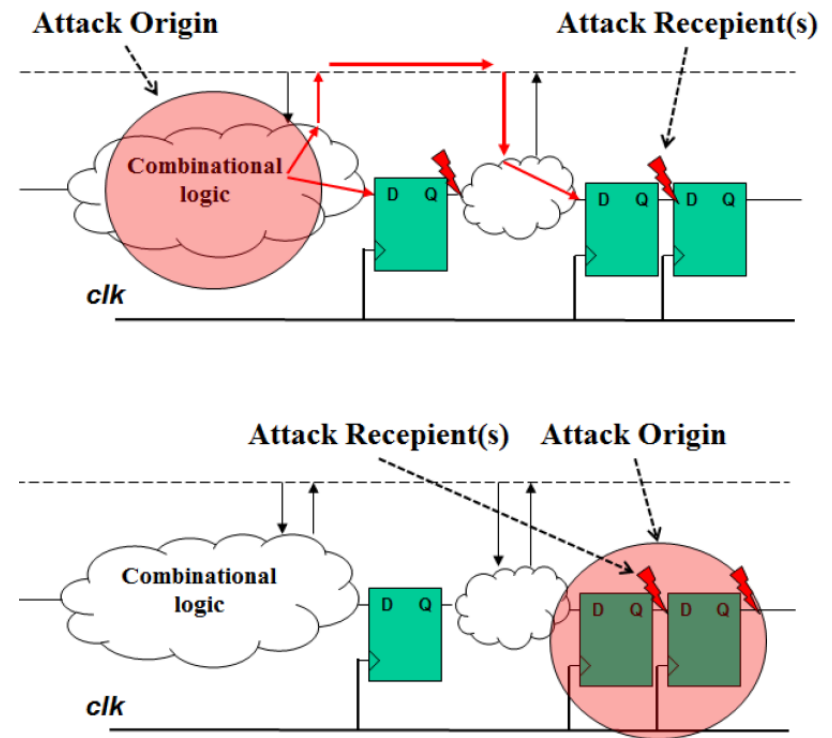 Attack Origin
Attack Recepient(s)
Combinational
logic
D Q
D Q
D Q
clk
Attack Recepient(s)
Attack Origin
Combinational
logic
D Q
D Q
D Q
clk